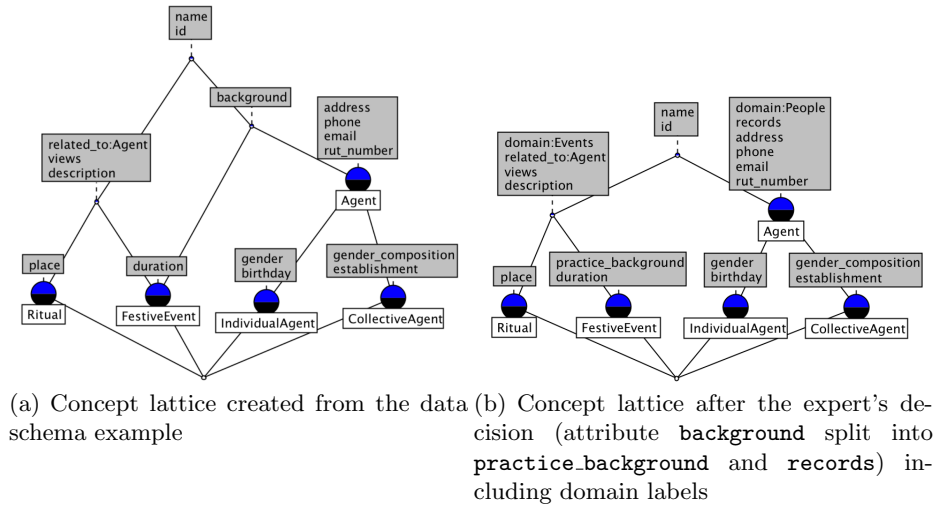 name
id
background
address
phone
email
rut_number
related_to:Agent
views
description
Agent
place
duration
gender
birthday
gender_composition
establishment
Ritual
FestiveEvent
IndividualAgent
CollectiveAgent
(a) Concept lattice created from the data
schema example
name
id
domain:People
records
address
phone
email
rut_number
domain:Events
related_to:Agent
views
description
Agent
place
practice_background
duration
gender
birthday
gender_composition
establishment
Ritual
FestiveEvent
IndividualAgent
CollectiveAgent
(b) Concept lattice after the expert's de-
cision (attribute background split into
practice_background and records) in-
cluding domain labels